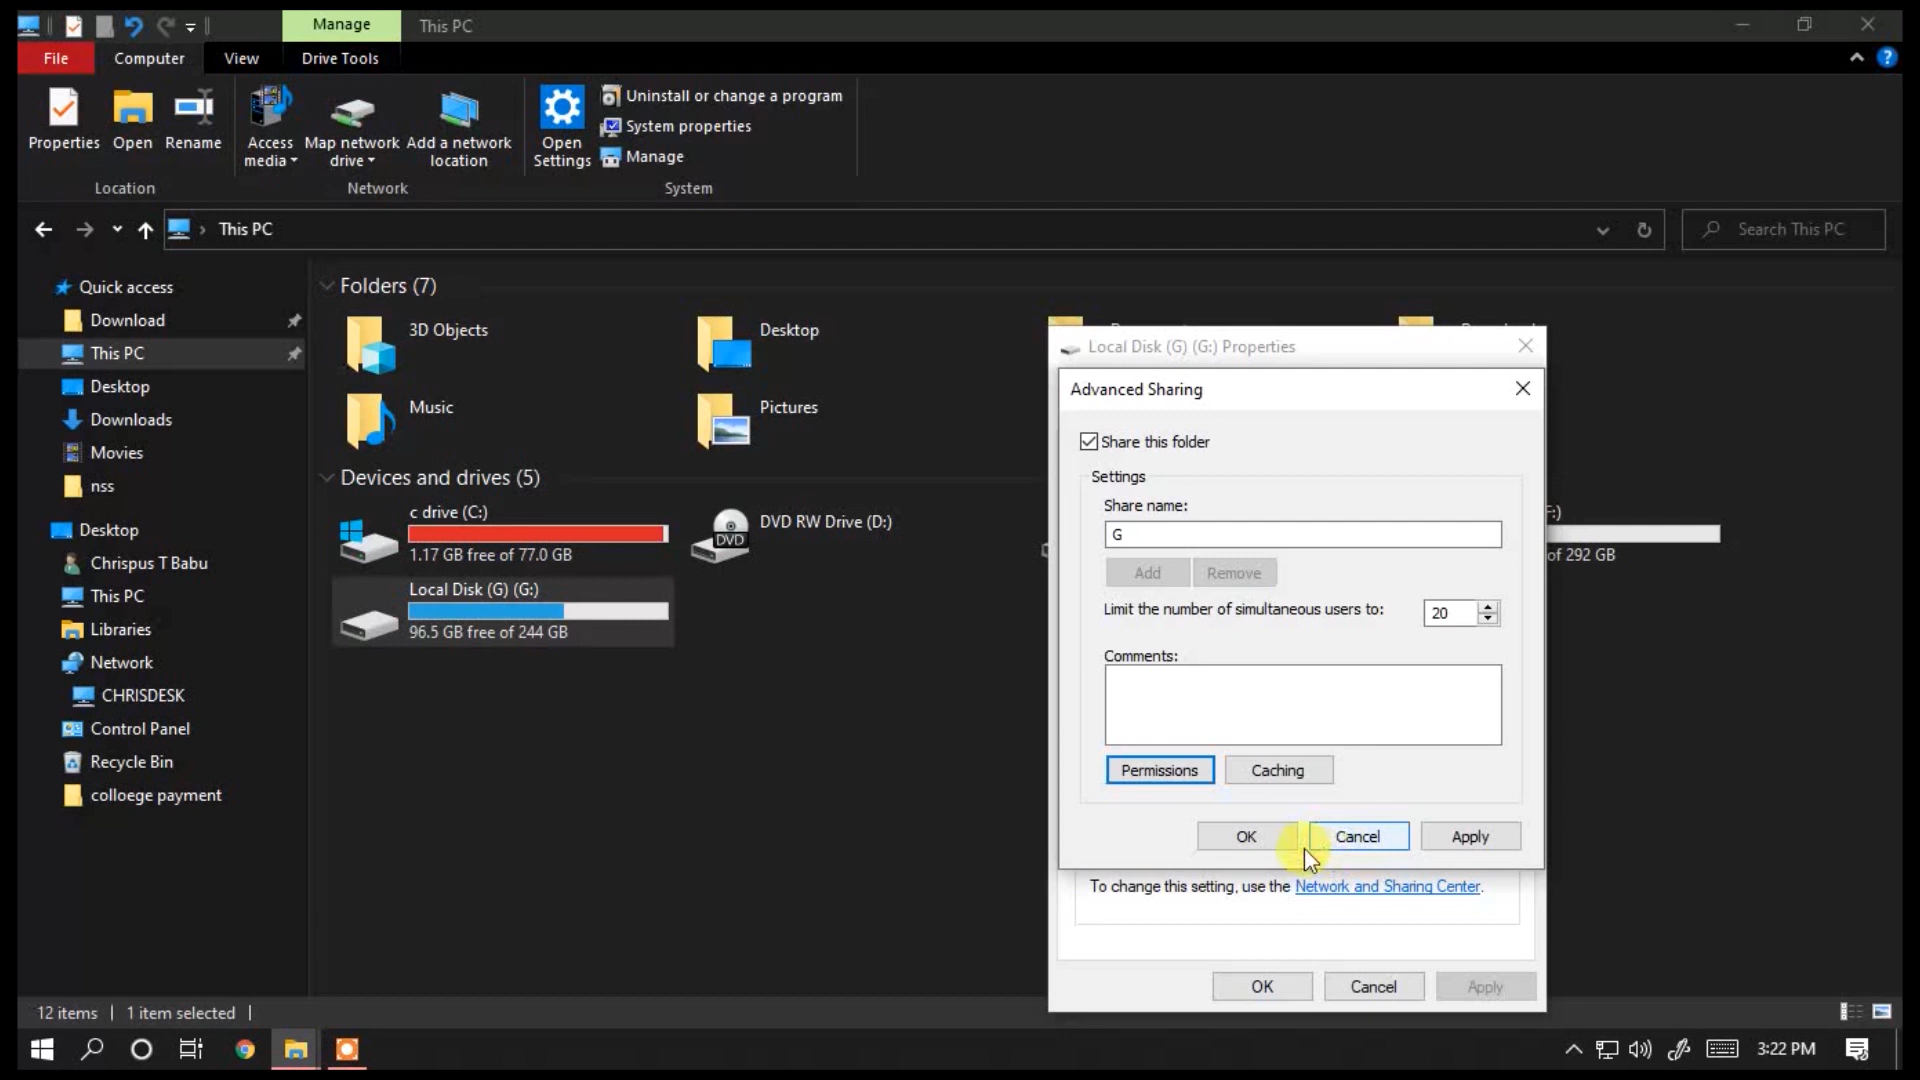 Manage
This PC
File
Computer
View
Drive Tools
Properties
Open
Rename
Access media
Map network drive
Add a network location
Open Settings
Uninstall or change a program
System properties
Manage
Location
Network
System
This PC
Search This PC
Quick access
Download
This PC
Desktop
Downloads
Movies
nss
Desktop
Chrispus T Babu
This PC
Libraries
Network
CHRISDESK
Control Panel
Recycle Bin
colloege payment
Folders (7)
3D Objects
Desktop
Music
Pictures
Devices and drives (5)
c drive (C:)
1.17 GB free of 77.0 GB
DVD
DVD RW Drive (D:)
Local Disk (G) (G:)
96.5 GB free of 244 GB
of 292 GB
Local Disk (G) (G:) Properties
Advanced Sharing
Share this folder
Settings
Share name:
G
Add
Remove
Limit the number of simultaneous users to:
20
Comments:
Permissions
Caching
OK
Cancel
Apply
To change this setting, use the Network and Sharing Center.
OK
Cancel
Apply
12 items
1 item selected
3:22 PM